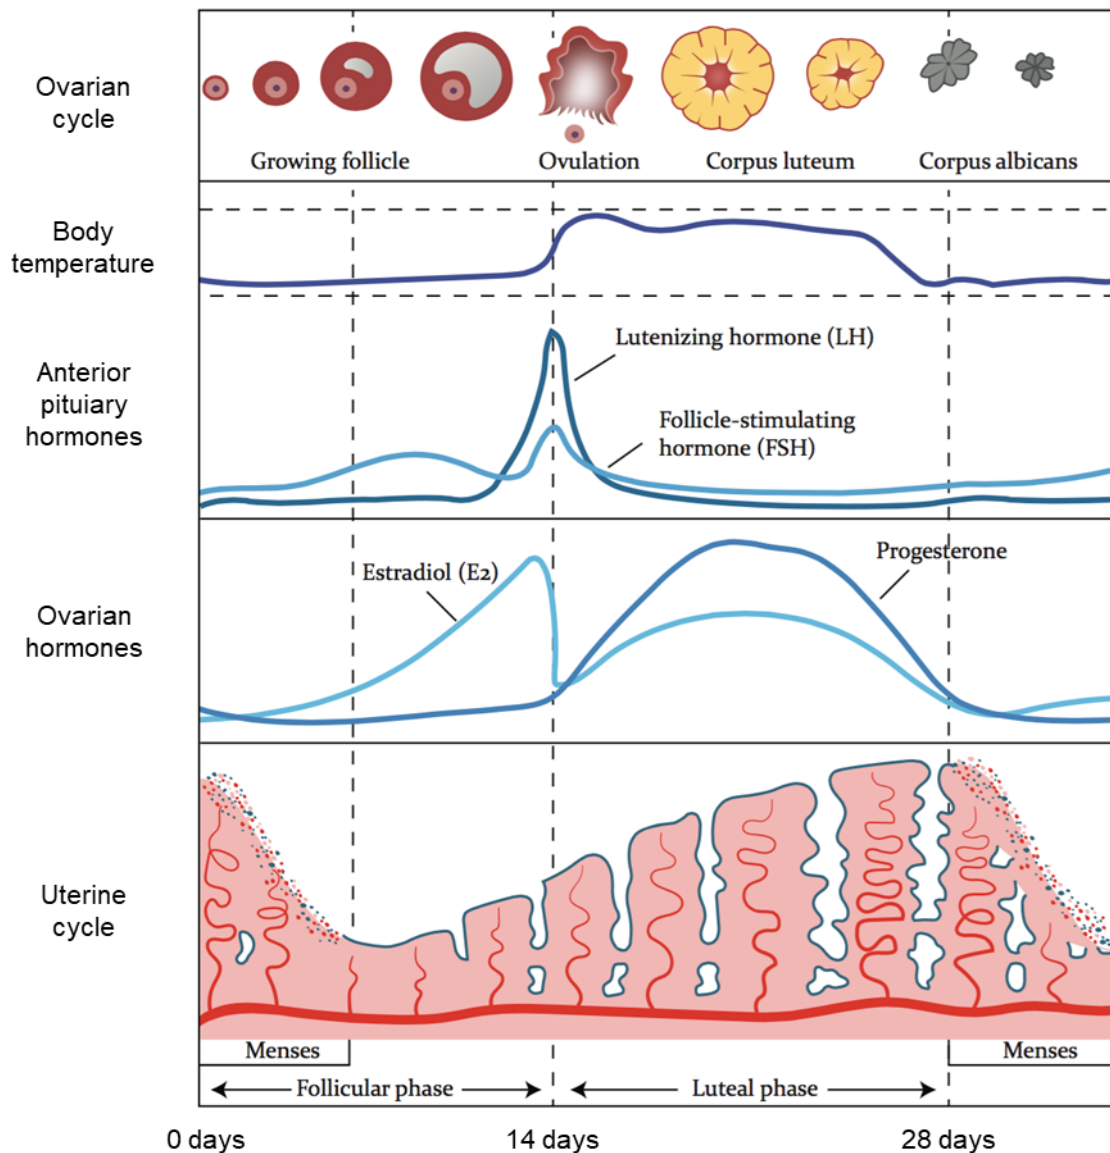 Ovarian
cycle
Growing follicle
Ovulation
Corpus luteum
Corpus albicans
Body
temperature
Anterior
pituiary
hormones
Lutenizing hormone (LH)
Follicle-stimulating
hormone (FSH)
Ovarian
hormones
Estradiol (E2)
Progesterone
Uterine
cycle
Menses
Menses
Follicular phase
Luteal phase
0 days
14 days
28 days